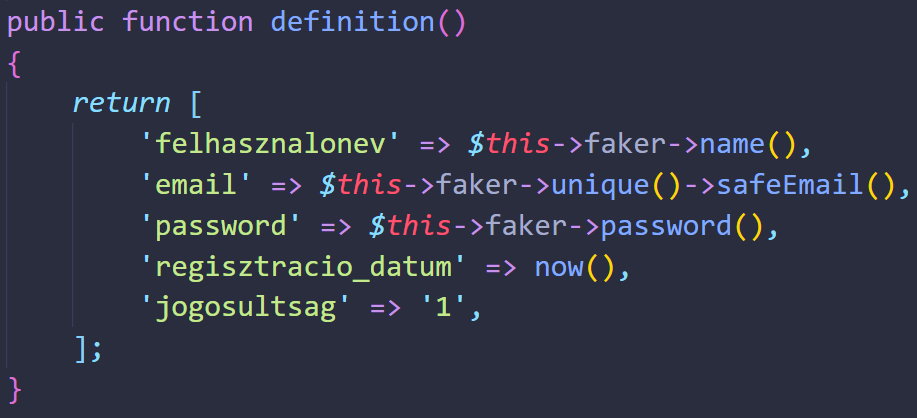 public function definition()
{
    return [
        'felhasznalonev' => $this->faker->name(),
        'email' => $this->faker->unique()->safeEmail(),
        'password' => $this->faker->password(),
        'regisztracio_datum' => now(),
        'jogosultsag' => '1',
    ];
}